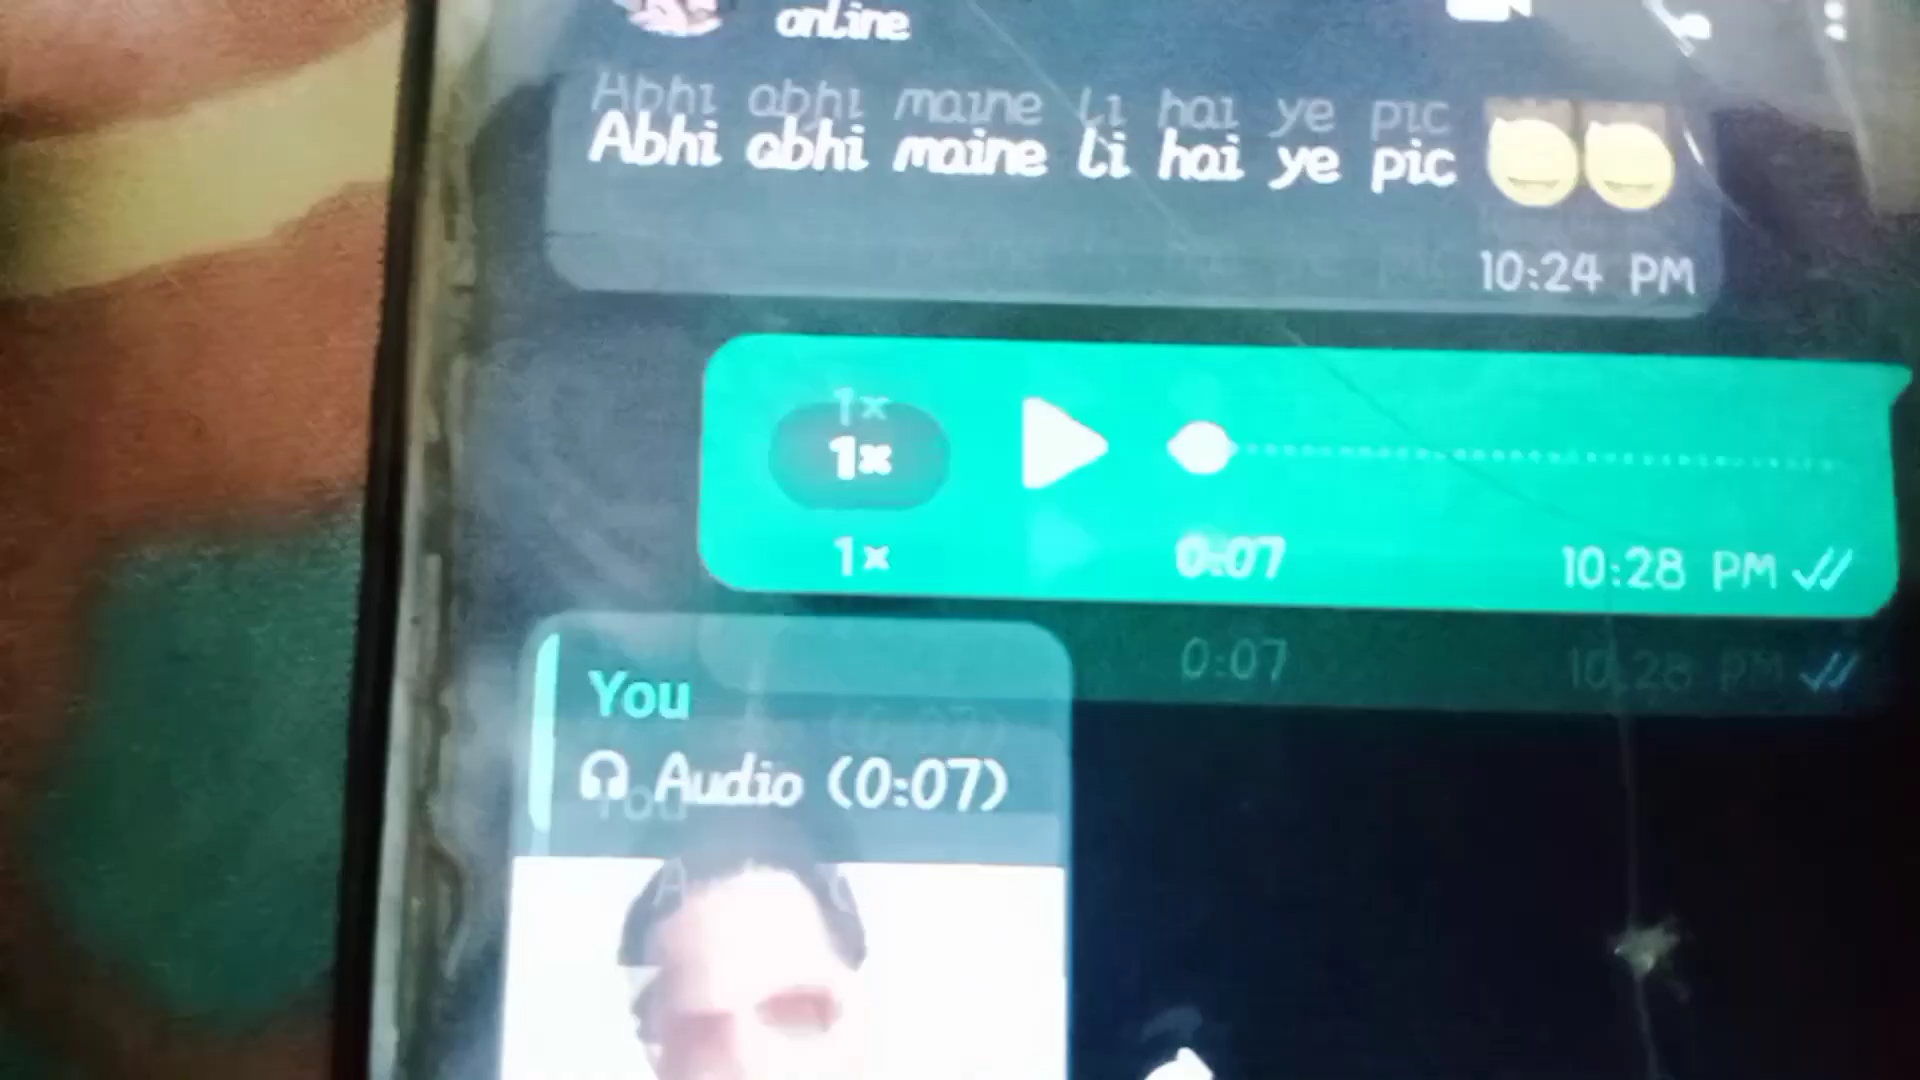 online
Abhi abhi maine li hai ye pic
10:24 PM
1x
0:07
10:28 PM
You
Audio (0:07)